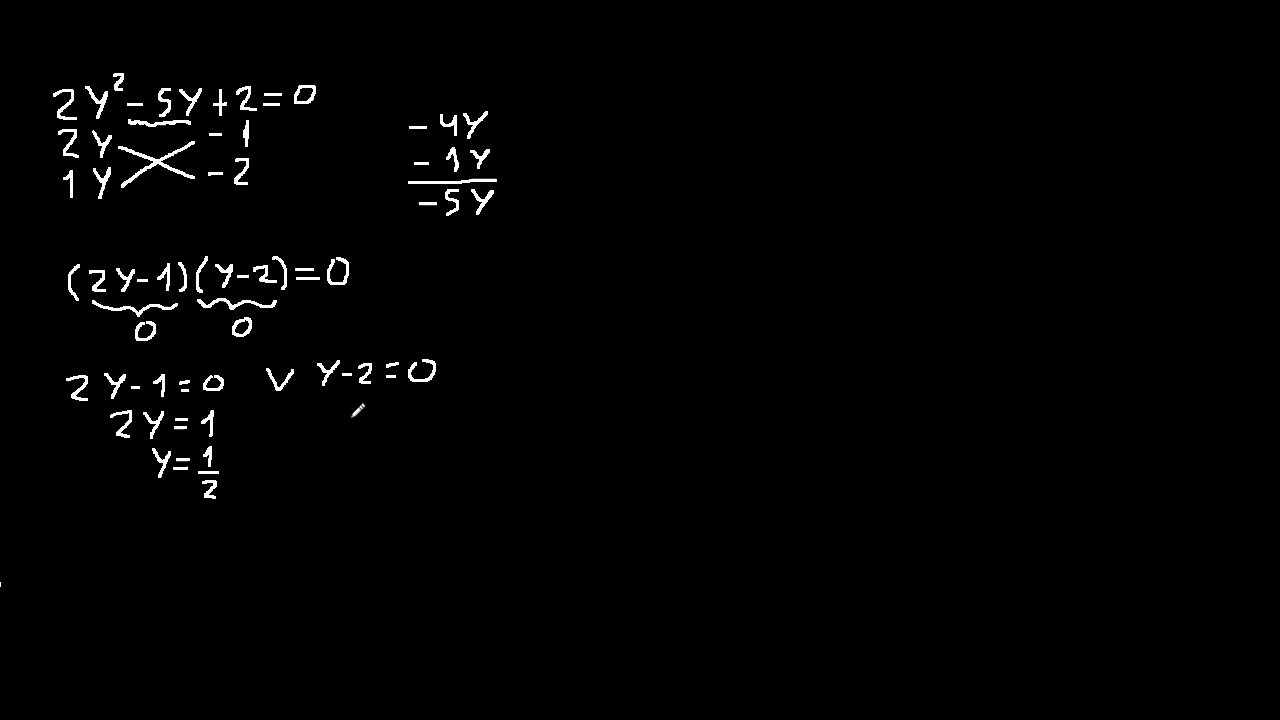 2Y² - 5Y + 2 = 0
2Y - 1
1Y - 2
- 4Y
- 1Y
- 5Y
(2Y-1)(Y-2) = 0
0 0
2Y - 1 = 0 V Y - 2 = 0
2Y = 1
Y = 1/2